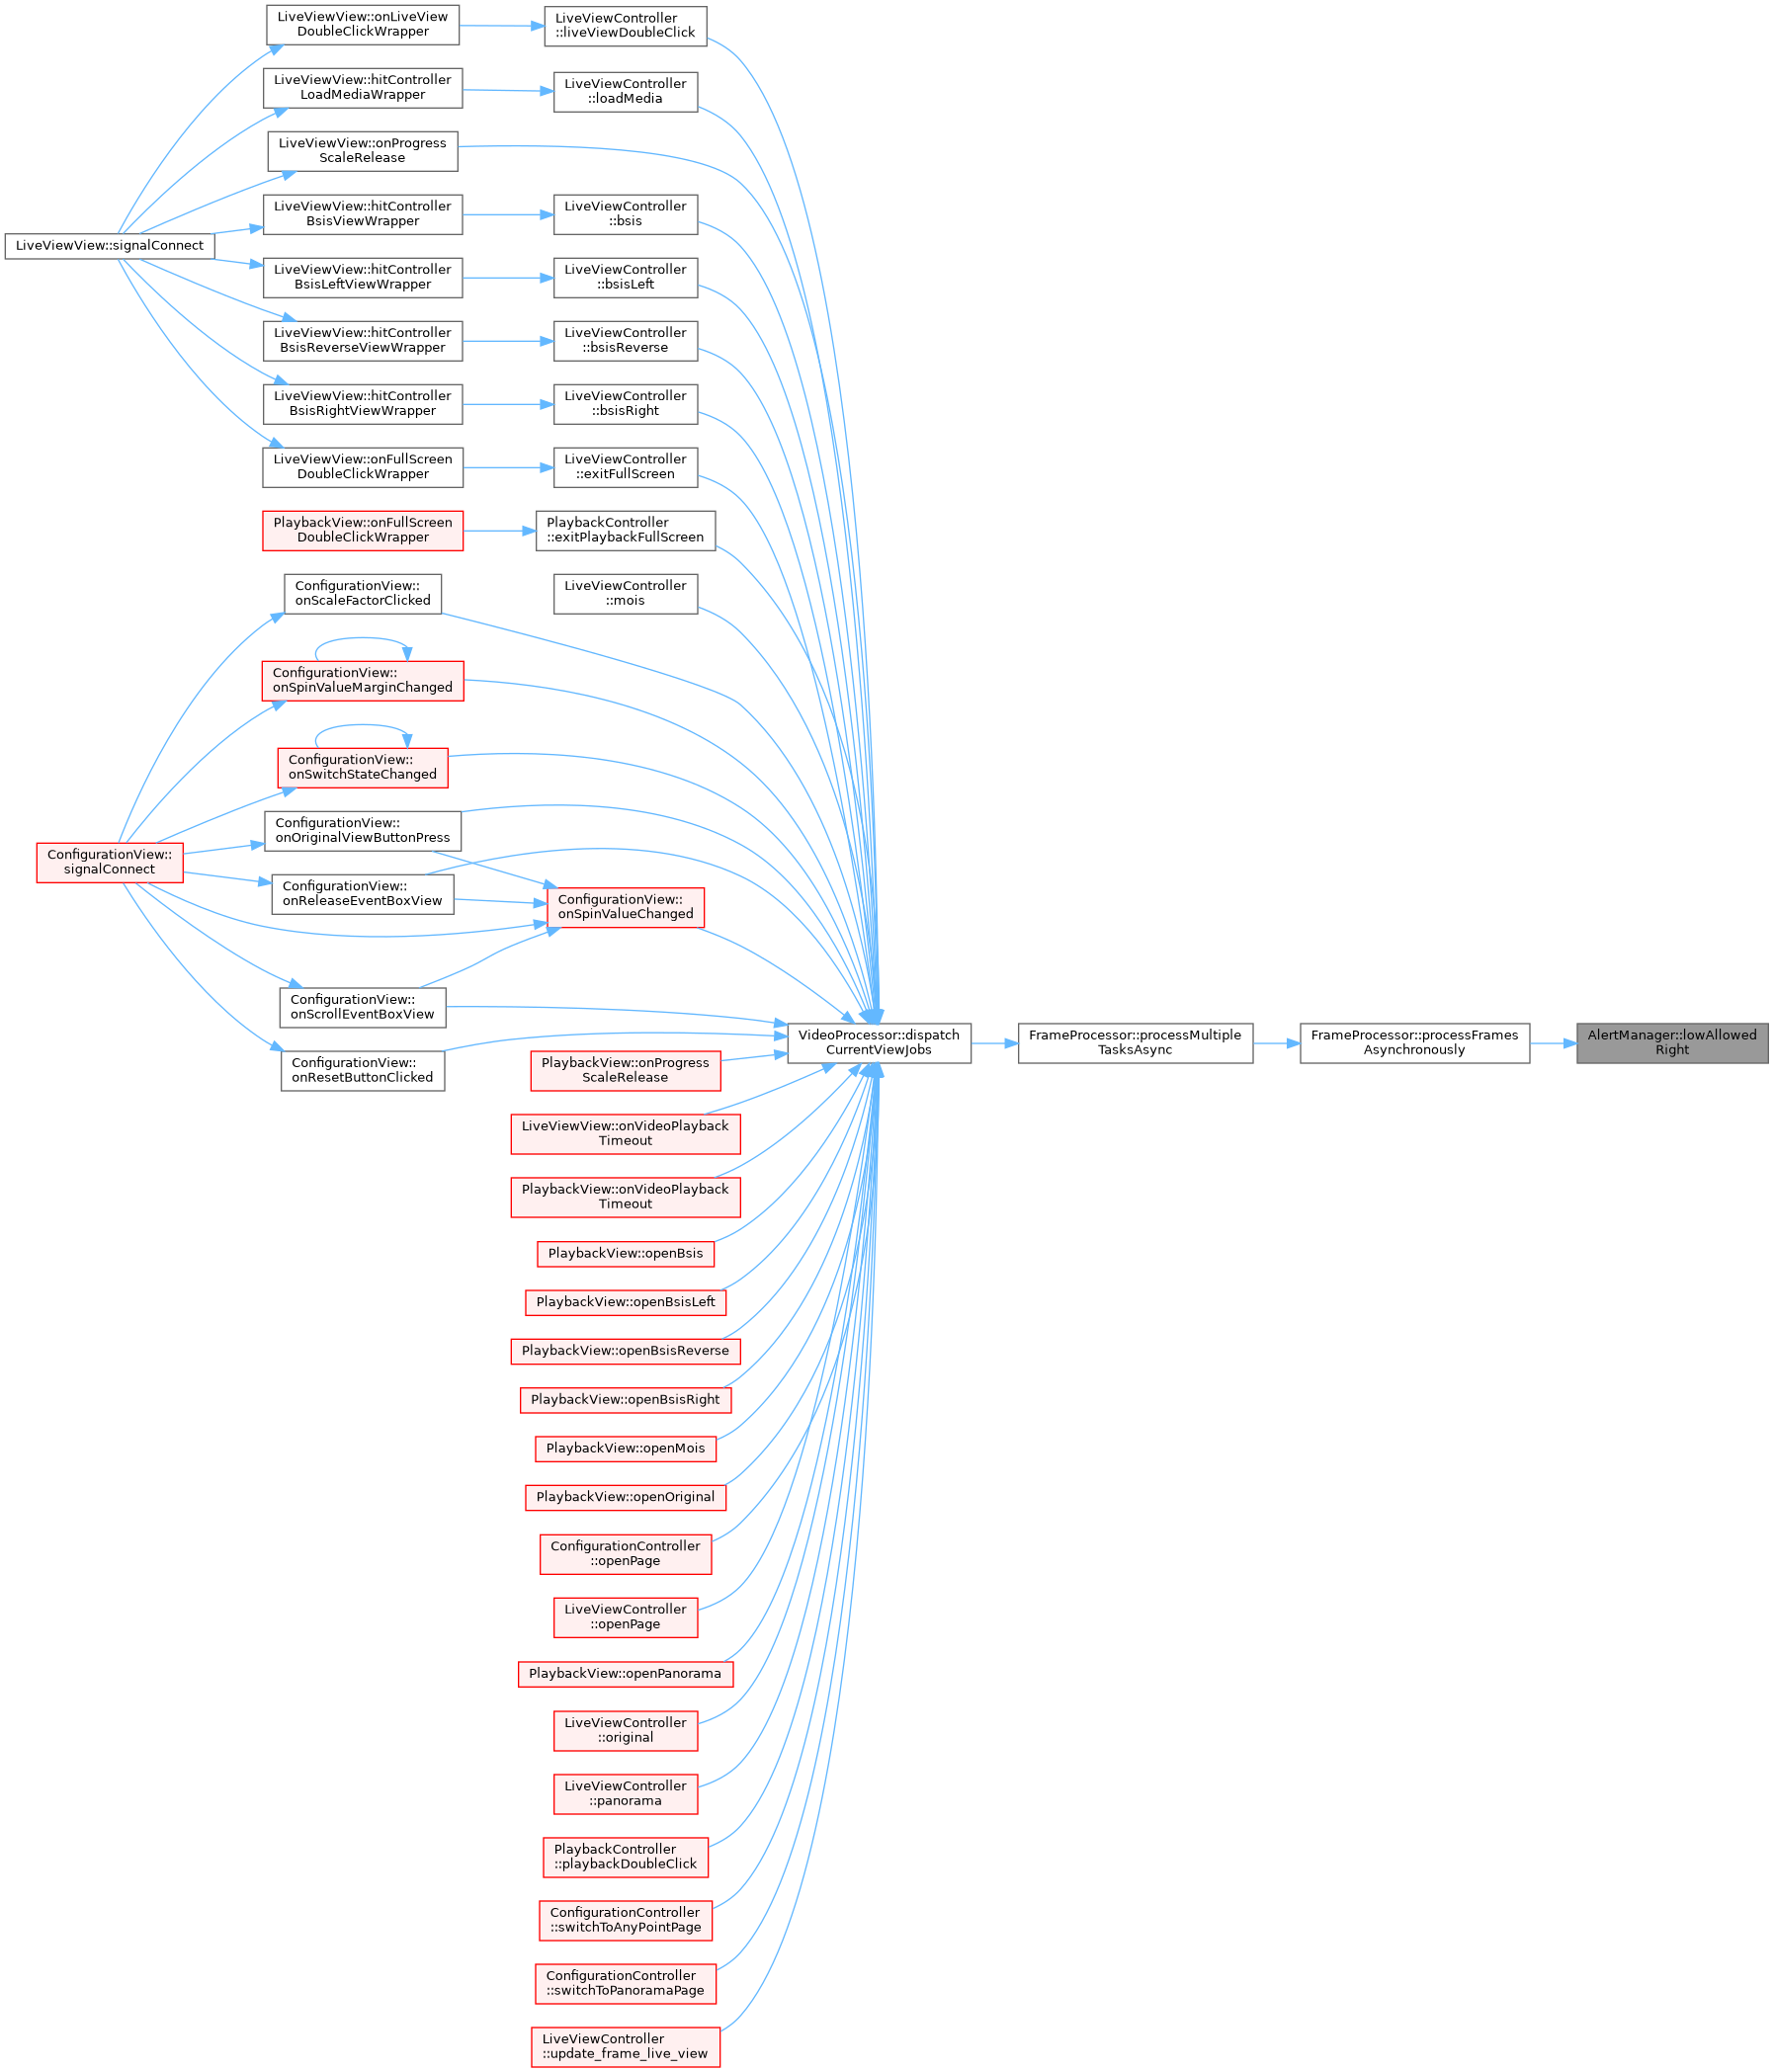 LiveViewView::onLiveView
DoubleClickWrapper
LiveViewController
::liveViewDoubleClick
LiveViewView::hitController
LoadMediaWrapper
LiveViewController
::loadMedia
LiveViewView::onProgress
ScaleRelease
LiveViewView::hitController
BsisViewWrapper
LiveViewController
::bsis
LiveViewView::signalConnect
LiveViewView::hitController
BsisLeftViewWrapper
LiveViewController
::bsisLeft
LiveViewView::hitController
BsisReverseViewWrapper
LiveViewController
::bsisReverse
LiveViewView::hitController
BsisRightViewWrapper
LiveViewController
::bsisRight
LiveViewView::onFullScreen
DoubleClickWrapper
LiveViewController
::exitFullScreen
PlaybackView::onFullScreen
DoubleClickWrapper
PlaybackController
::exitPlaybackFullScreen
ConfigurationView::
onScaleFactorClicked
LiveViewController
::mois
ConfigurationView::
onSpinValueMarginChanged
ConfigurationView::
onSwitchStateChanged
ConfigurationView::
onOriginalViewButtonPress
ConfigurationView::
signalConnect
ConfigurationView::
onReleaseEventBoxView
ConfigurationView::
onSpinValueChanged
ConfigurationView::
onScrollEventBoxView
ConfigurationView::
onResetButtonClicked
VideoProcessor::dispatch
CurrentViewJobs
FrameProcessor::processMultiple
TasksAsync
FrameProcessor::processFrames
Asynchronously
AlertManager::lowAllowed
Right
PlaybackView::onProgress
ScaleRelease
LiveViewView::onVideoPlayback
Timeout
PlaybackView::onVideoPlayback
Timeout
PlaybackView::openBsis
PlaybackView::openBsisLeft
PlaybackView::openBsisReverse
PlaybackView::openBsisRight
PlaybackView::openMois
PlaybackView::openOriginal
ConfigurationController
::openPage
LiveViewController
::openPage
PlaybackView::openPanorama
LiveViewController
::original
LiveViewController
::panorama
PlaybackController
::playbackDoubleClick
ConfigurationController
::switchToAnyPointPage
ConfigurationController
::switchToPanoramaPage
LiveViewController
::update_frame_live_view